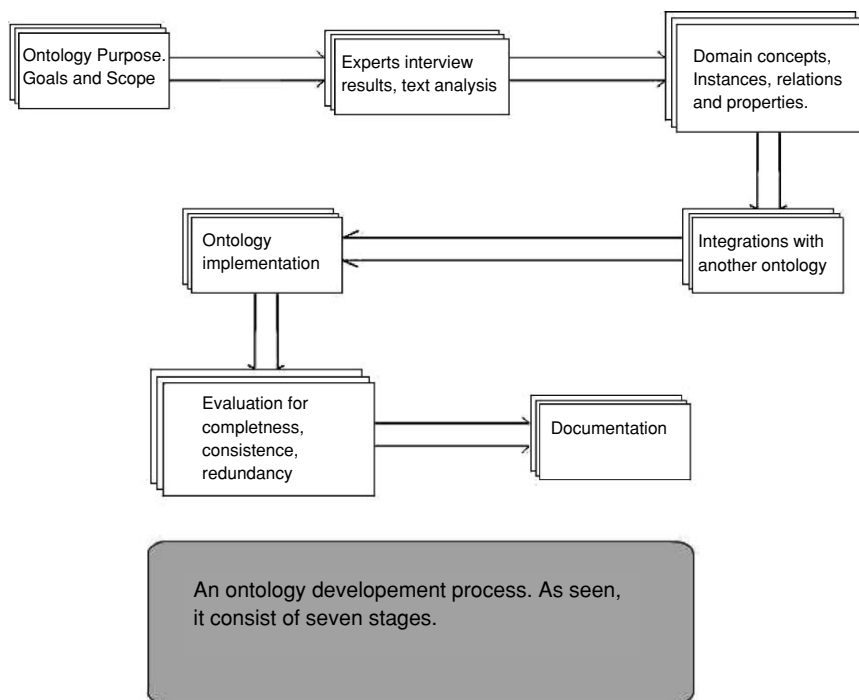 Ontology Purpose.
Goals and Scope
Experts interview
results, text analysis
Domain concepts,
Instances, relations
and properties.
Integrations with
another ontology
Ontology
implementation
Evaluation for
completness,
consistence,
redundancy
Documentation
An ontology developement process. As seen,
it consist of seven stages.